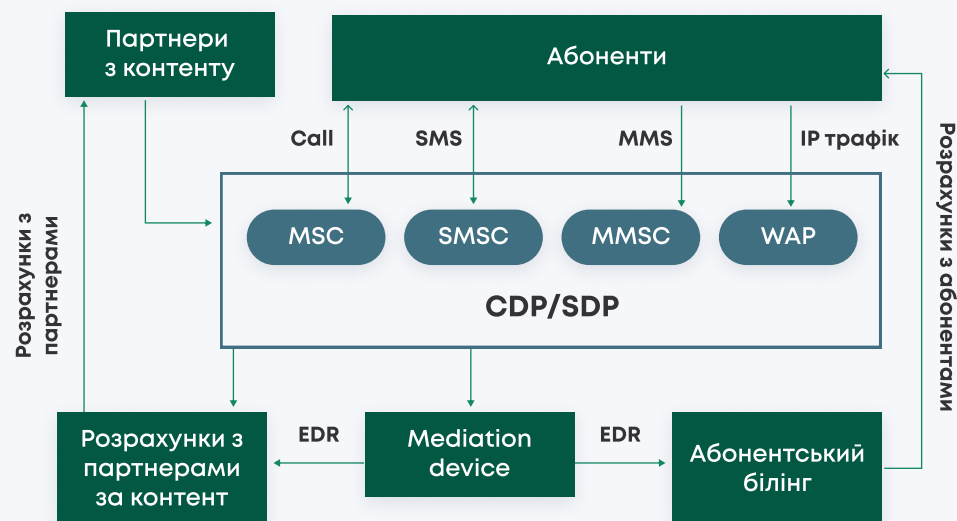 Партнери
з контенту
Абоненти
Call
SMS
MMS
IP трафік
MSC
SMSC
MMSC
WAP
CDP/SDP
Розрахунки з
партнерами
Розрахунки з абонентами
Розрахунки з
партнерами
за контент
EDR
Mediation
device
EDR
Абонентський
білінг